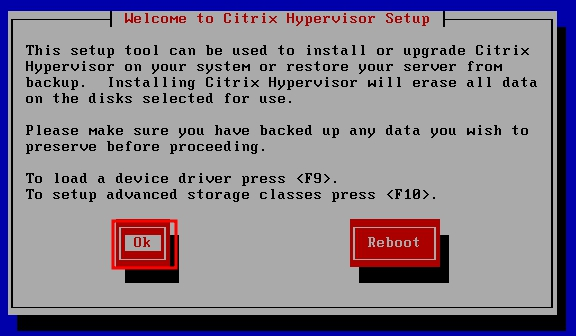 Welcome to Citrix Hypervisor Setup
This setup tool can be used to install or upgrade Citrix
Hypervisor on your system or restore your server from
backup.  Installing Citrix Hypervisor will erase all data
on the disks selected for use.
Please make sure you have backed up any data you wish to
preserve before proceeding.
To load a device driver press <F9>.
To setup advanced storage classes press <F10>.
Ok Reboot